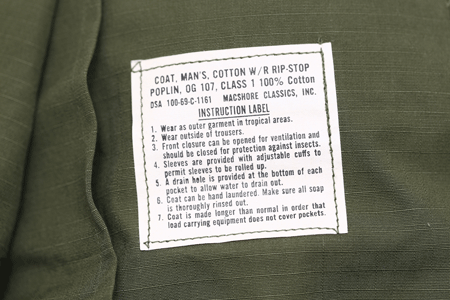 COAT, MAN'S, COTTON W/R RIP-STOP
POPLIN, OG 107, CLASS 1 100% Cotton
DSA 100-69-C-1161 MACSHORE CLASSICS, INC.
INSTRUCTION LABEL
1. Wear as outer garment in tropical areas.
2. Wear outside of trousers.
3. Front closure can be opened for ventilation and
should be closed for protection against insects.
4. Sleeves are provided with adjustable cuffs to
permit sleeves to be rolled up.
5. A drain hole is provided at the bottom of each
pocket to allow water to drain out.
6. Coat can be hand laundered. Make sure all soap
is thoroughly rinsed out.
7. Coat is made longer than normal in order that
load carrying equipment does not cover pockets.